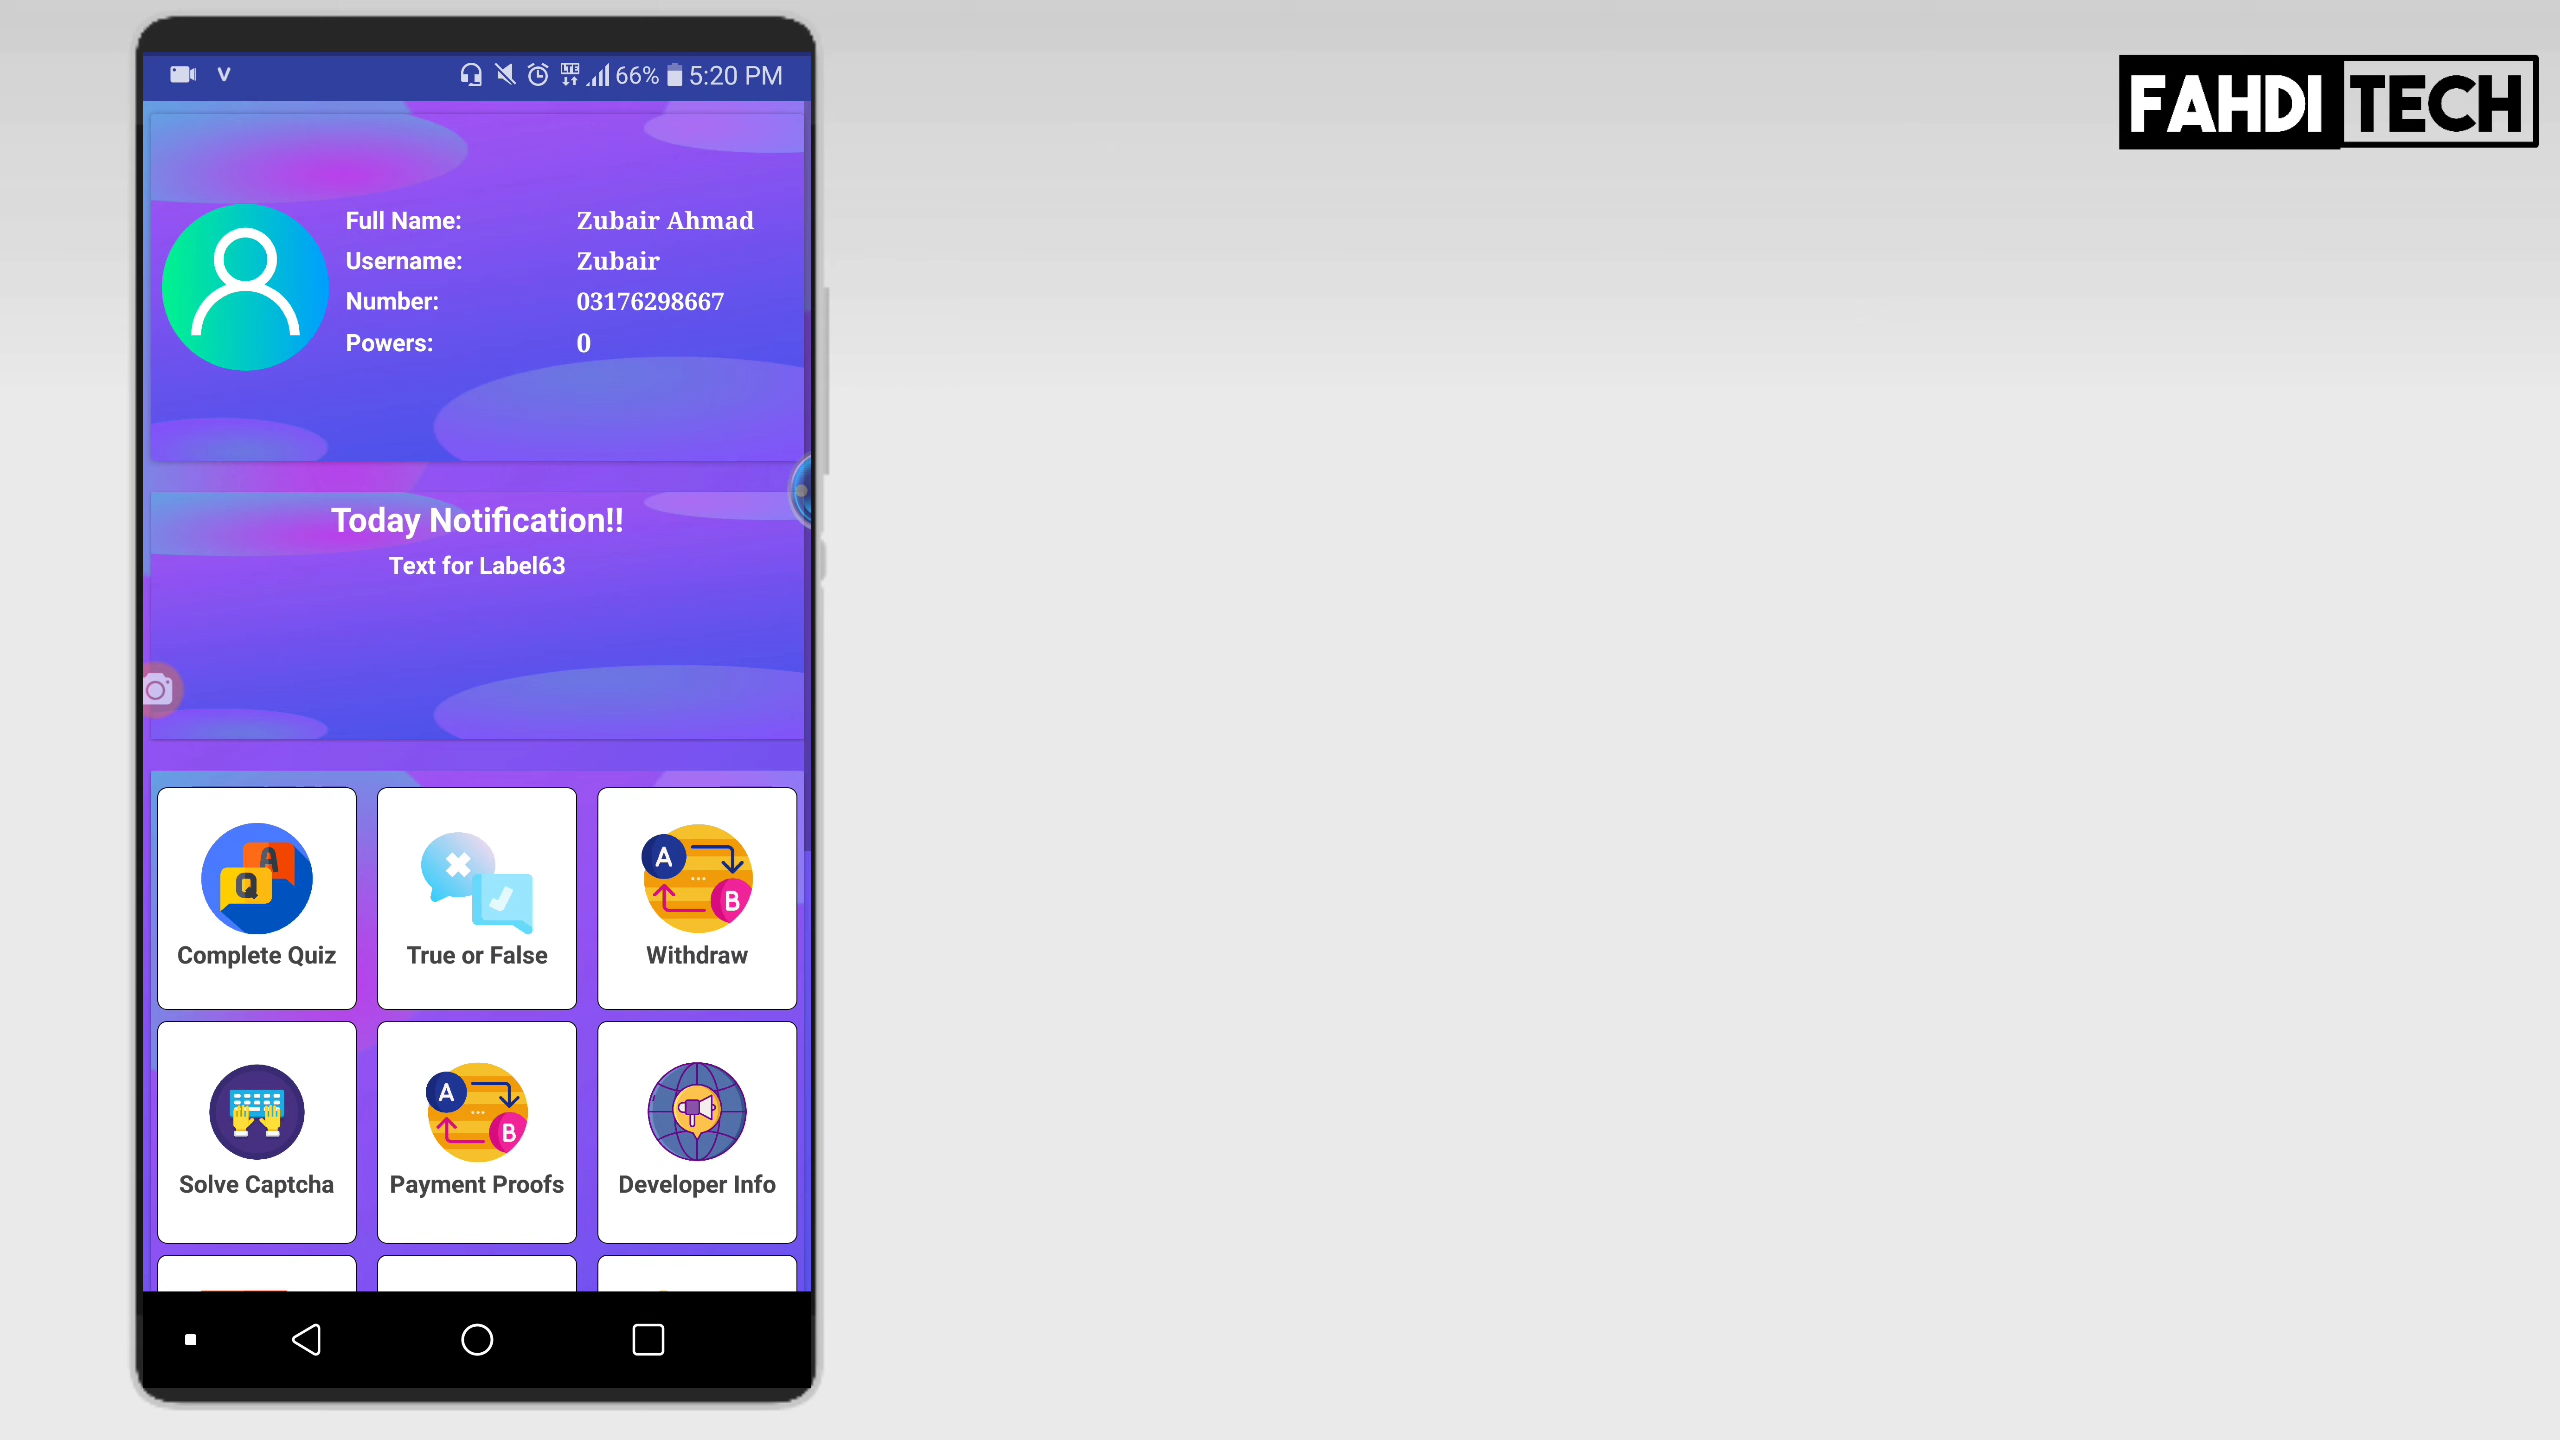 V
66% 5:20 PM
FAHDI TECH
Full Name: Zubair Ahmad
Username: Zubair
Number: 03176298667
Powers: 0
Today Notification!!
Text for Label63
A
Q
A
B
Complete Quiz
True or False
Withdraw
A
B
Solve Captcha
Payment Proofs
Developer Info